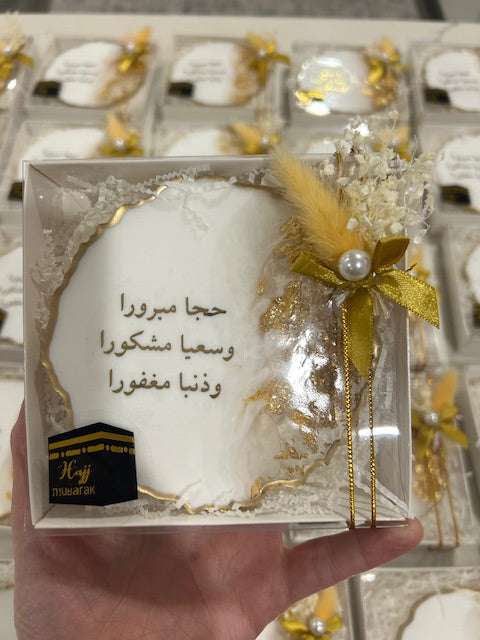 حجا مبرورا
وسعيا مشكورا
وذنبا مغفورا
Hajj
MUBARAK